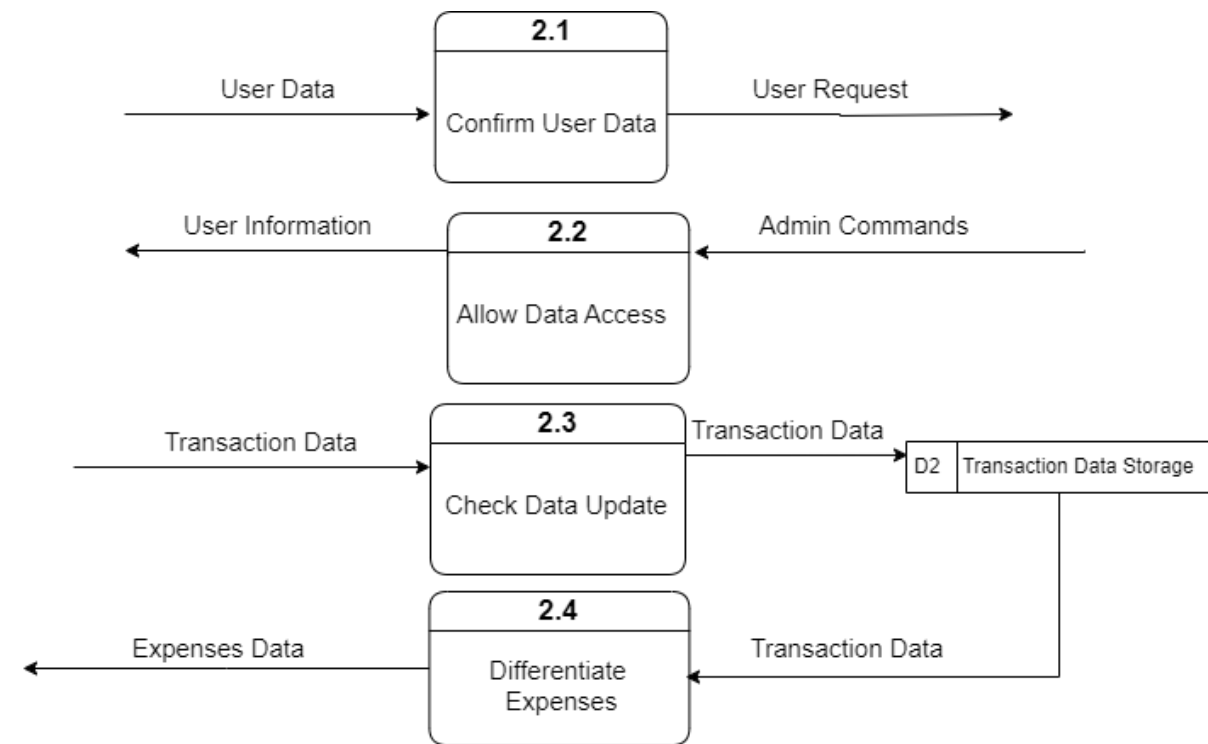 2.1
User Data
User Request
Confirm User Data
User Information
2.2
Admin Commands
Allow Data Access
2.3
Transaction Data
Transaction Data
D2
Transaction Data Storage
Check Data Update
2.4
Expenses Data
Transaction Data
Differentiate
Expenses